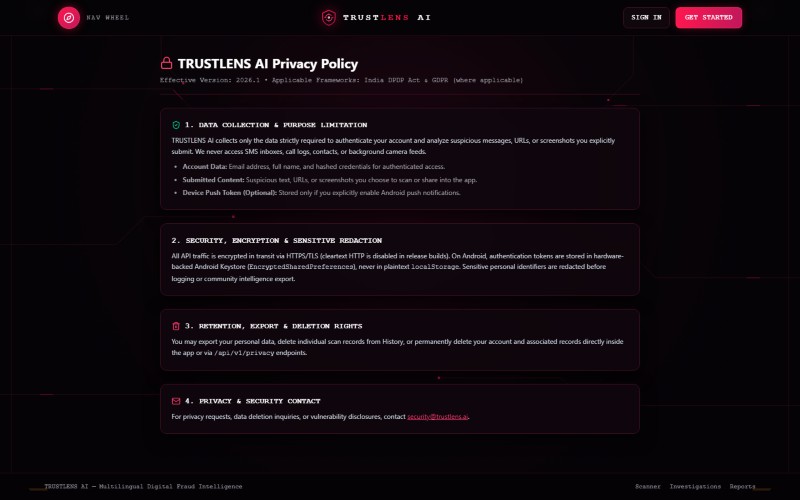 NAV WHEEL
TRUSTLENS AI
SIGN IN
GET STARTED
TRUSTLENS AI Privacy Policy
Effective Version: 2026.1 • Applicable Frameworks: India DPDP Act & GDPR (where applicable)
1. DATA COLLECTION & PURPOSE LIMITATION
TRUSTLENS AI collects only the data strictly required to authenticate your account and analyze suspicious messages, URLs, or screenshots you explicitly
submit. We never access SMS inboxes, call logs, contacts, or background camera feeds.
• Account Data: Email address, full name, and hashed credentials for authenticated access.
• Submitted Content: Suspicious text, URLs, or screenshots you choose to scan or share into the app.
• Device Push Token (Optional): Stored only if you explicitly enable Android push notifications.
2. SECURITY, ENCRYPTION & SENSITIVE REDACTION
All API traffic is encrypted in transit via HTTPS/TLS (cleartext HTTP is disabled in release builds). On Android, authentication tokens are stored in hardware-
backed Android Keystore (EncryptedSharedPreferences), never in plaintext localStorage. Sensitive personal identifiers are redacted before
logging or community intelligence export.
3. RETENTION, EXPORT & DELETION RIGHTS
You may export your personal data, delete individual scan records from History, or permanently delete your account and associated records directly inside
the app or via /api/v1/privacy endpoints.
4. PRIVACY & SECURITY CONTACT
For privacy requests, data deletion inquiries, or vulnerability disclosures, contact security@trustlens.ai.
TRUSTLENS AI — Multilingual Digital Fraud Intelligence
Scanner Investigations Reports